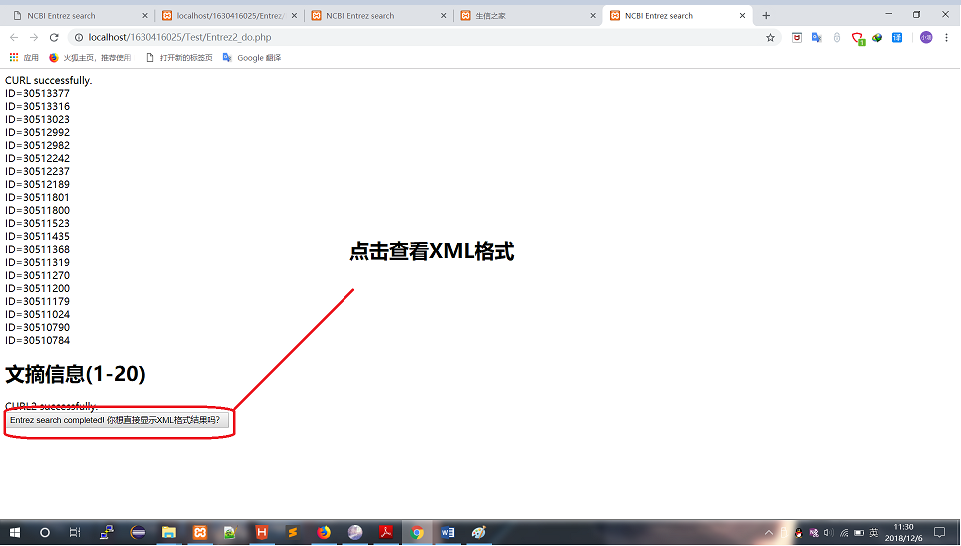 NCBI Entrez search
localhost/1630416025/Entrez/
NCBI Entrez search
生信之家
NCBI Entrez search
localhost/1630416025/Test/Entrez2_do.php
应用
火狐主页，推荐使用
打开新的标签页
Google 翻译
CURL successfully.
ID=30513377
ID=30513316
ID=30513023
ID=30512992
ID=30512982
ID=30512242
ID=30512237
ID=30512189
ID=30511801
ID=30511800
ID=30511523
ID=30511435
ID=30511368
ID=30511319
ID=30511270
ID=30511200
ID=30511179
ID=30511024
ID=30510790
ID=30510784
点击查看XML格式
文摘信息(1-20)
CURL2 successfully.
Entrez search completed! 你想直接显示XML格式结果吗?
英
11:30
2018/12/6